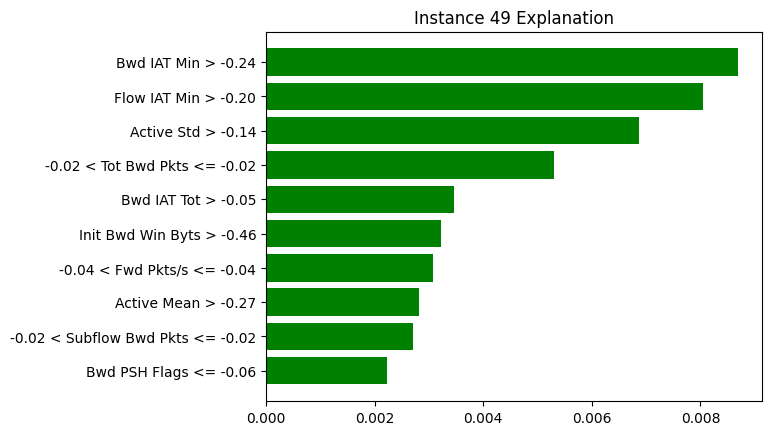 Instance 49 Explanation
Bwd IAT Min > -0.24
Flow IAT Min > -0.20
Active Std > -0.14
-0.02 < Tot Bwd Pkts <= -0.02
Bwd IAT Tot > -0.05
Init Bwd Win Byts > -0.46
-0.04 < Fwd Pkts/s <= -0.04
Active Mean > -0.27
-0.02 < Subflow Bwd Pkts <= -0.02
Bwd PSH Flags <= -0.06
0.000 0.002 0.004 0.006 0.008